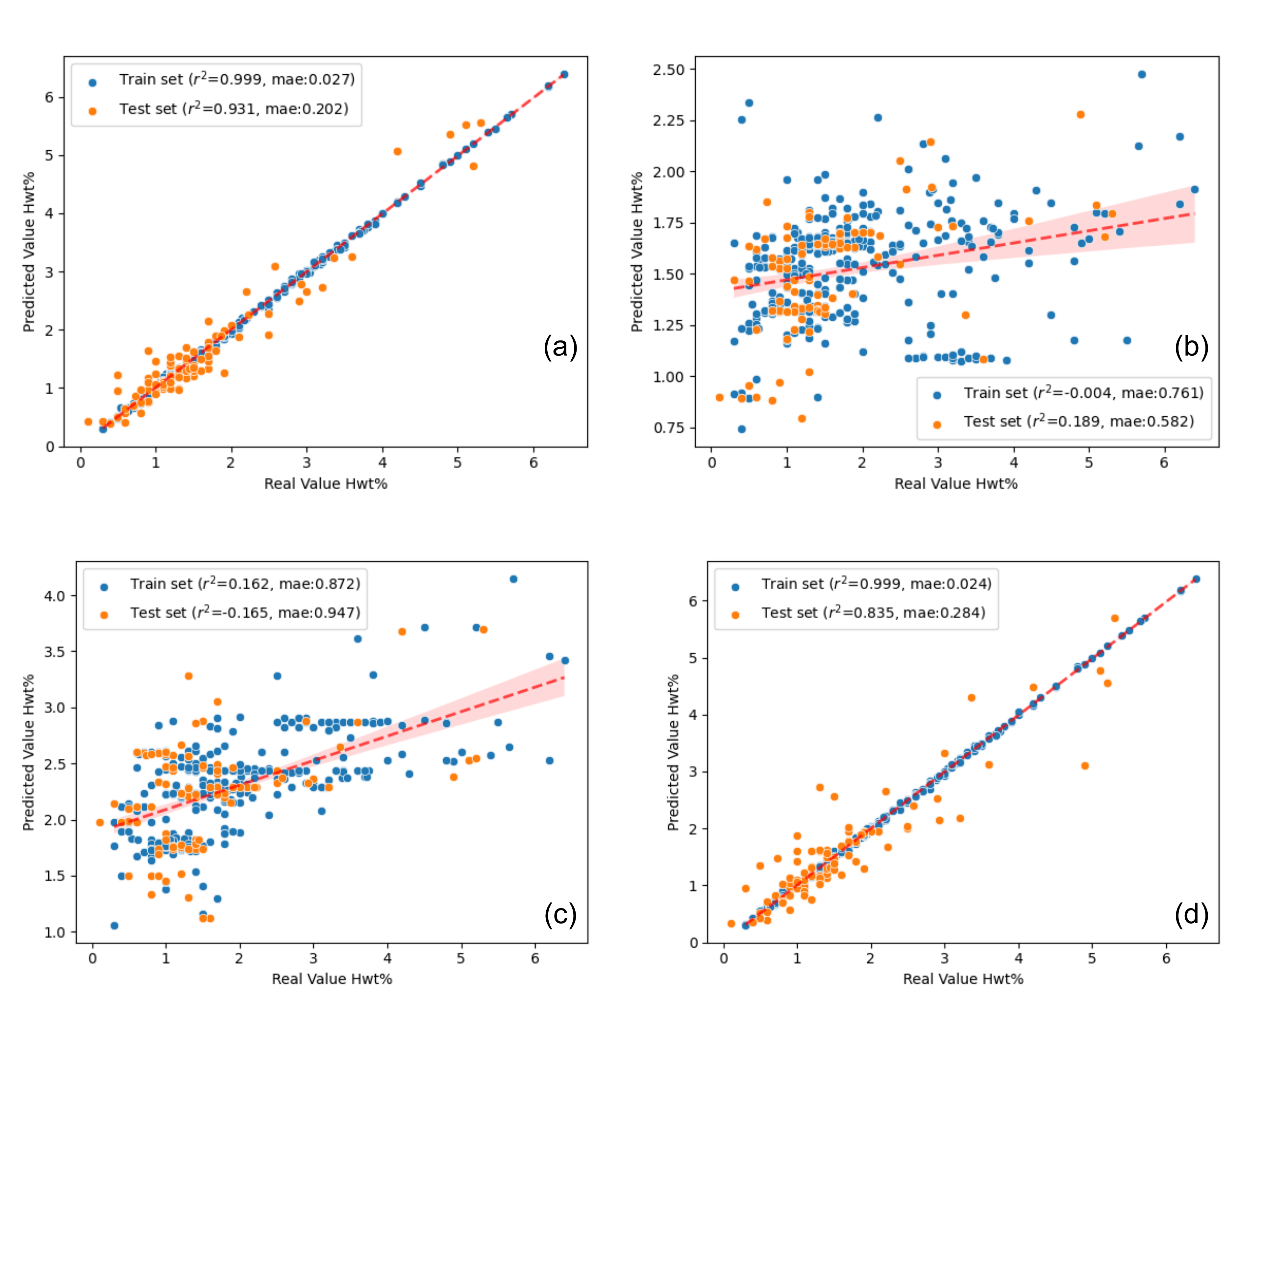 Train set (r²=0.999, mae:0.027)
Test set (r²=0.931, mae:0.202)
6
5
4
3
2
1
0
Predicted Value Hwt%
(a)
0 1 2 3 4 5 6
Real Value Hwt%
2.50
2.25
2.00
1.75
1.50
1.25
1.00
0.75
Predicted Value Hwt%
(b)
Train set (r²=-0.004, mae:0.761)
Test set (r²=0.189, mae:0.582)
0 1 2 3 4 5 6
Real Value Hwt%
Train set (r²=0.162, mae:0.872)
Test set (r²=-0.165, mae:0.947)
4.0
3.5
3.0
2.5
2.0
1.5
1.0
Predicted Value Hwt%
(c)
0 1 2 3 4 5 6
Real Value Hwt%
Train set (r²=0.999, mae:0.024)
Test set (r²=0.835, mae:0.284)
6
5
4
3
2
1
0
Predicted Value Hwt%
(d)
0 1 2 3 4 5 6
Real Value Hwt%